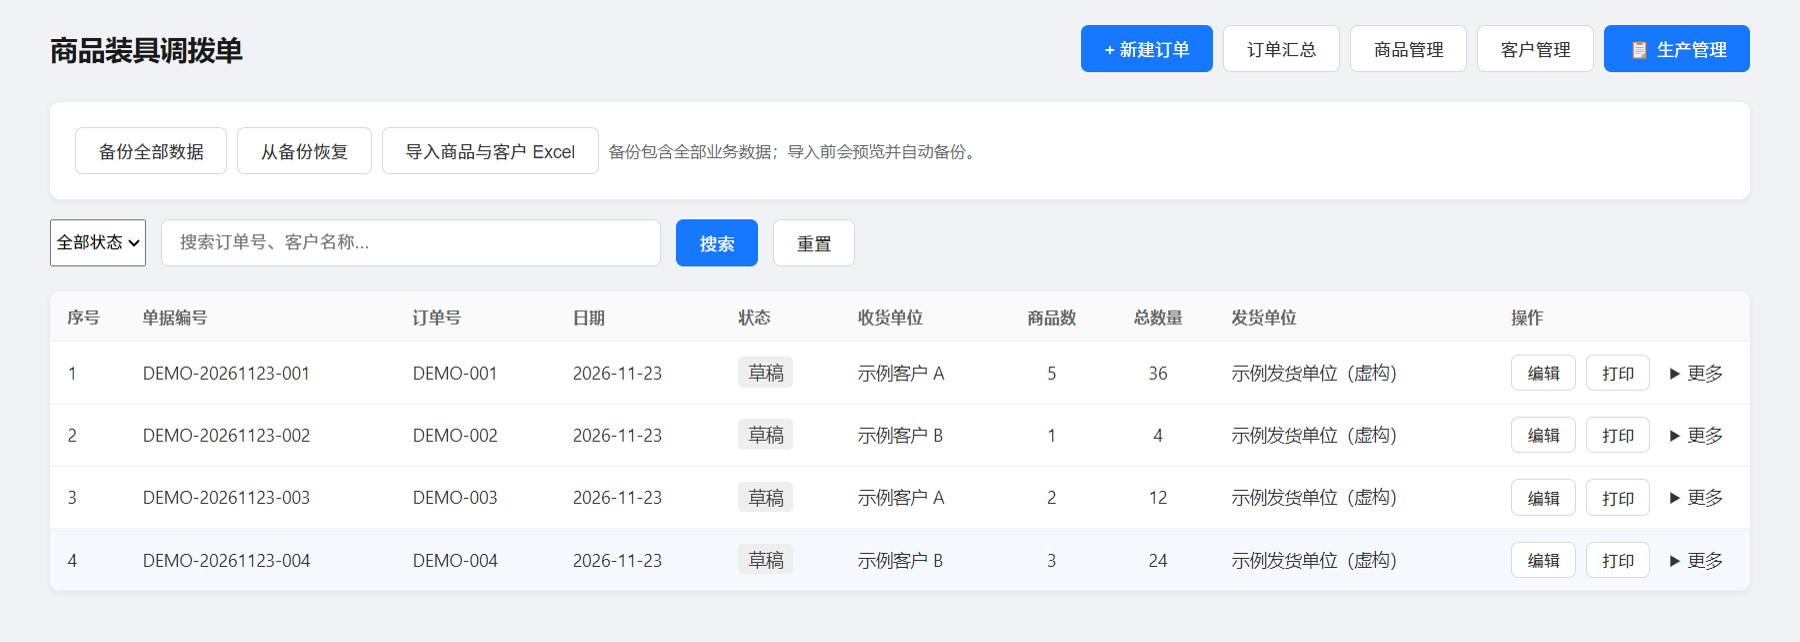 商品装具调拨单
+ 新建订单 订单汇总 商品管理 客户管理 📋 生产管理
备份全部数据 从备份恢复 导入商品与客户 Excel 备份包含全部业务数据；导入前会预览并自动备份。
全部状态 搜索订单号、客户名称... 搜索 重置
序号 单据编号 订单号 日期 状态 收货单位 商品数 总数量 发货单位 操作
1 DEMO-20261123-001 DEMO-001 2026-11-23 草稿 示例客户 A 5 36 示例发货单位（虚构） 编辑 打印 ▶ 更多
2 DEMO-20261123-002 DEMO-002 2026-11-23 草稿 示例客户 B 1 4 示例发货单位（虚构） 编辑 打印 ▶ 更多
3 DEMO-20261123-003 DEMO-003 2026-11-23 草稿 示例客户 A 2 12 示例发货单位（虚构） 编辑 打印 ▶ 更多
4 DEMO-20261123-004 DEMO-004 2026-11-23 草稿 示例客户 B 3 24 示例发货单位（虚构） 编辑 打印 ▶ 更多